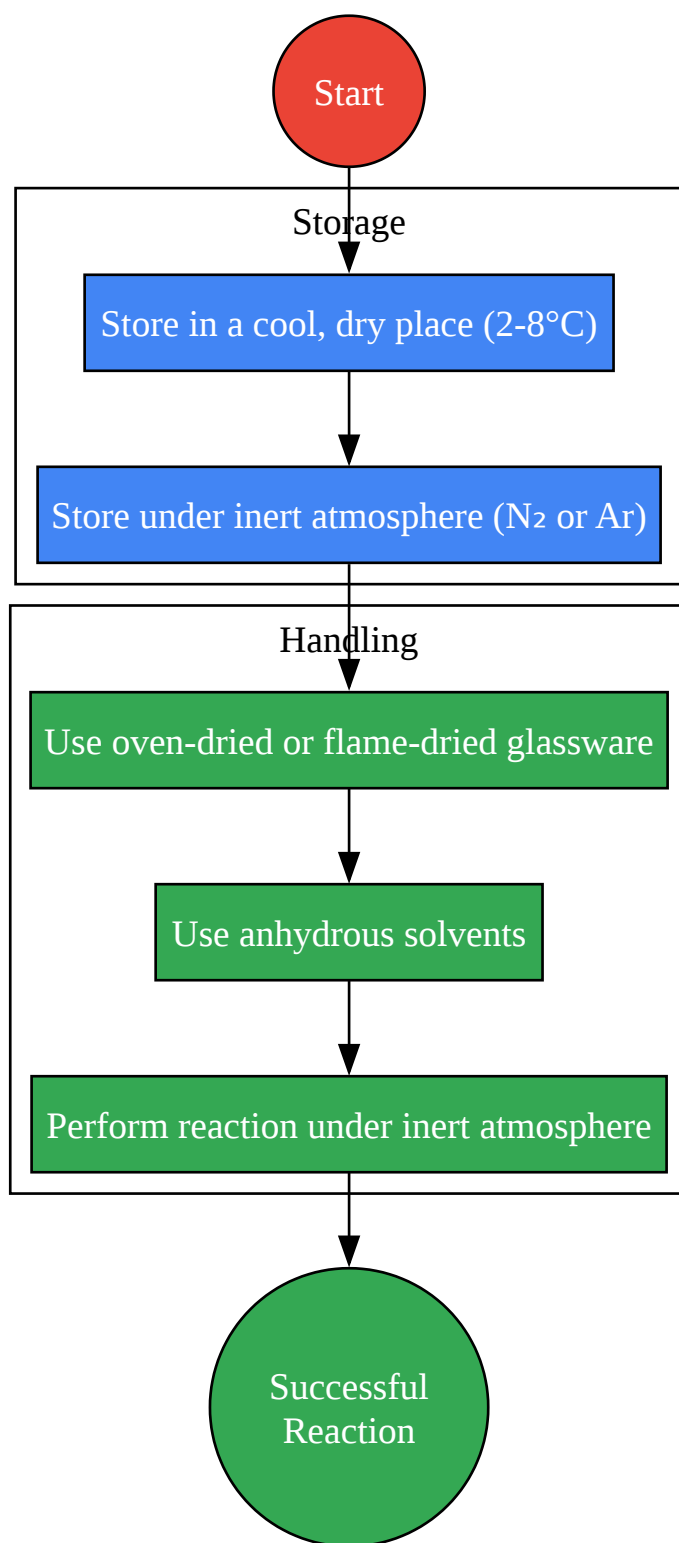 Start
Storage
Store in a cool, dry place (2-8°C)
Store under inert atmosphere (N₂ or Ar)
Handling
Use oven-dried or flame-dried glassware
Use anhydrous solvents
Perform reaction under inert atmosphere
Successful
Reaction